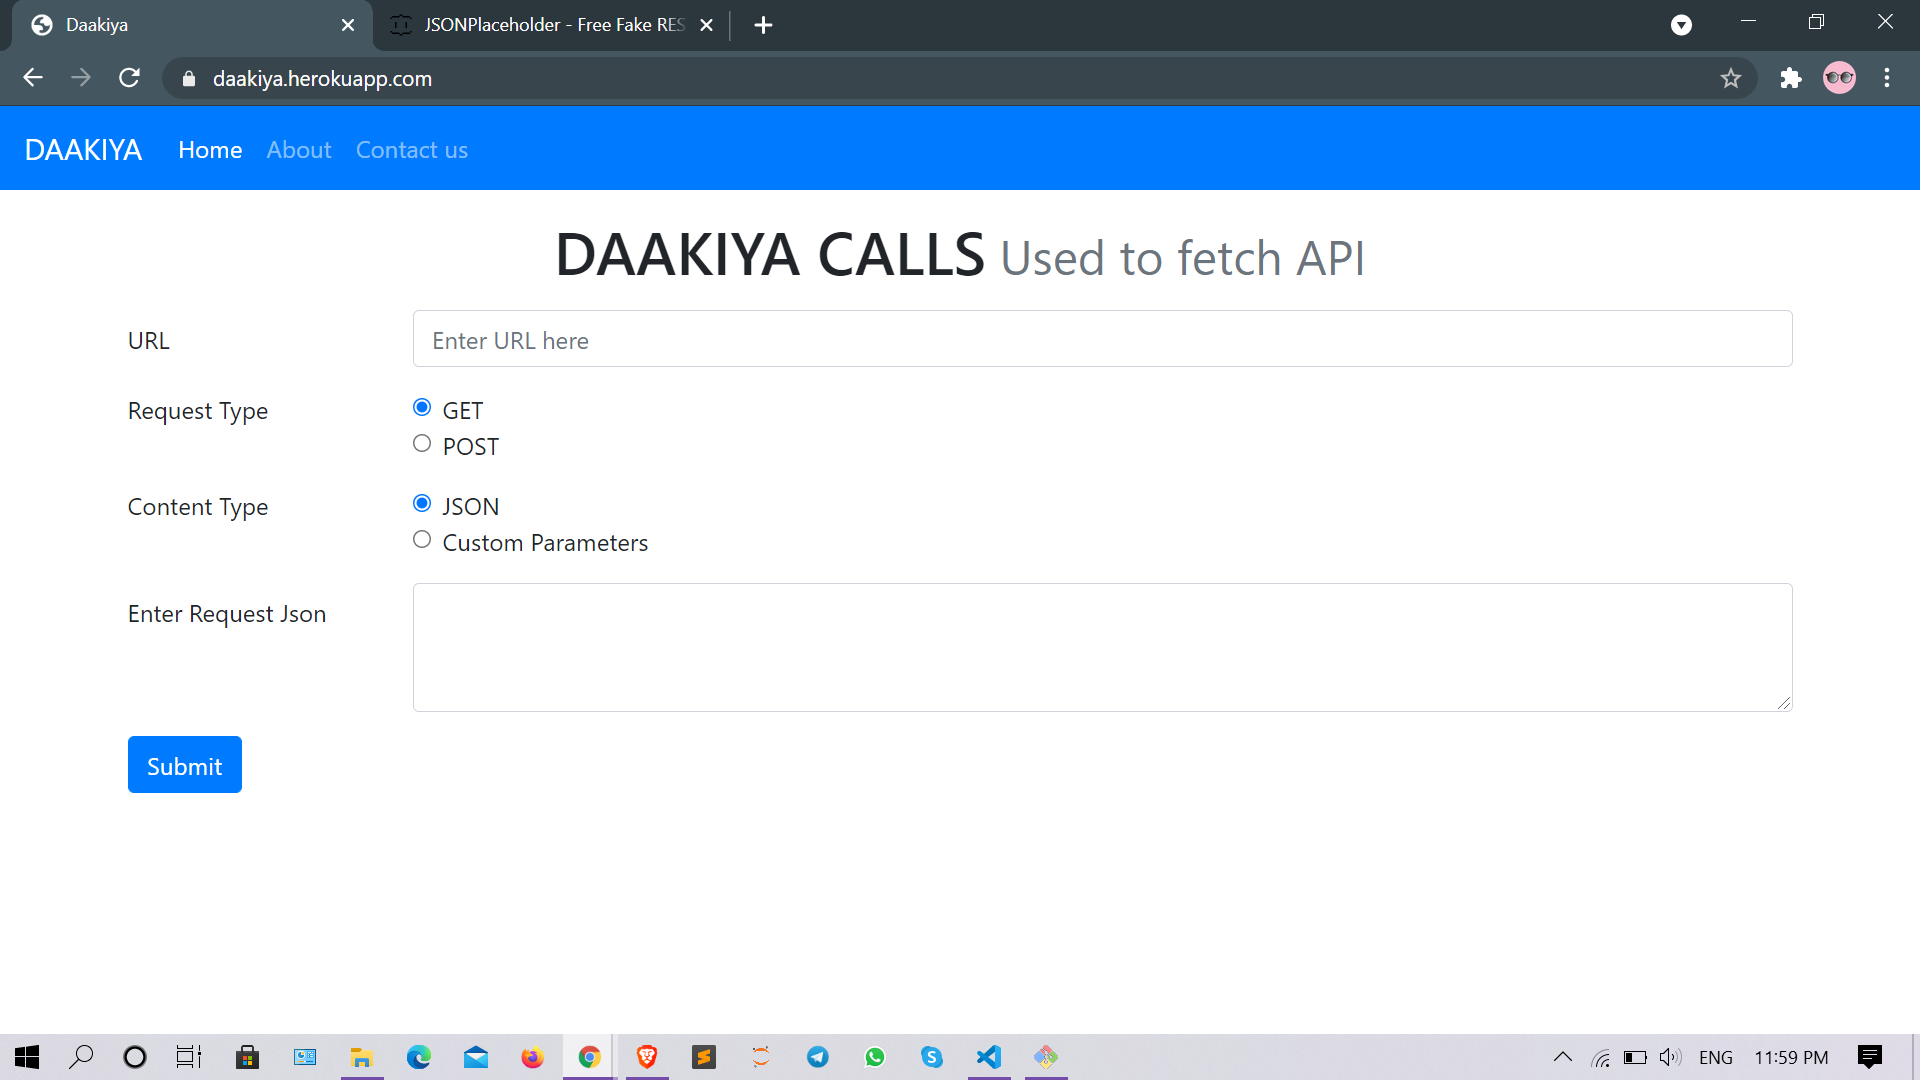 Daakiya
JSONPlaceholder - Free Fake RES
daakiya.herokuapp.com
DAAKIYA Home About Contact us
DAAKIYA CALLS Used to fetch API
URL Enter URL here
Request Type GET
POST
Content Type JSON
Custom Parameters
Enter Request Json
Submit
ENG 11:59 PM